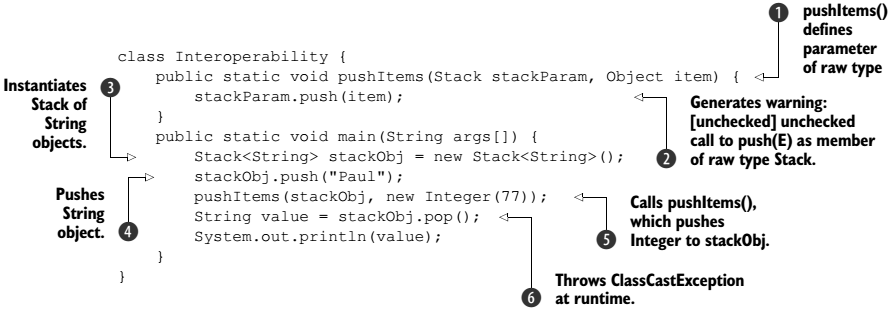 1 pushItems()
defines
parameter
of raw type
class Interoperability {
public static void pushItems(Stack stackParam, Object item) {
Instantiates 3
Stack of
String
objects.
stackParam.push(item);
}
Generates warning:
[unchecked] unchecked
call to push(E) as member
2 of raw type Stack.
public static void main(String args[]) {
Stack<String> stackObj = new Stack<String>();
stackObj.push("Paul");
Pushes
String
object. 4
pushItems(stackObj, new Integer(77));
Calls pushItems(),
which pushes
5 Integer to stackObj.
String value = stackObj.pop();
System.out.println(value);
}
}
Throws ClassCastException
6 at runtime.